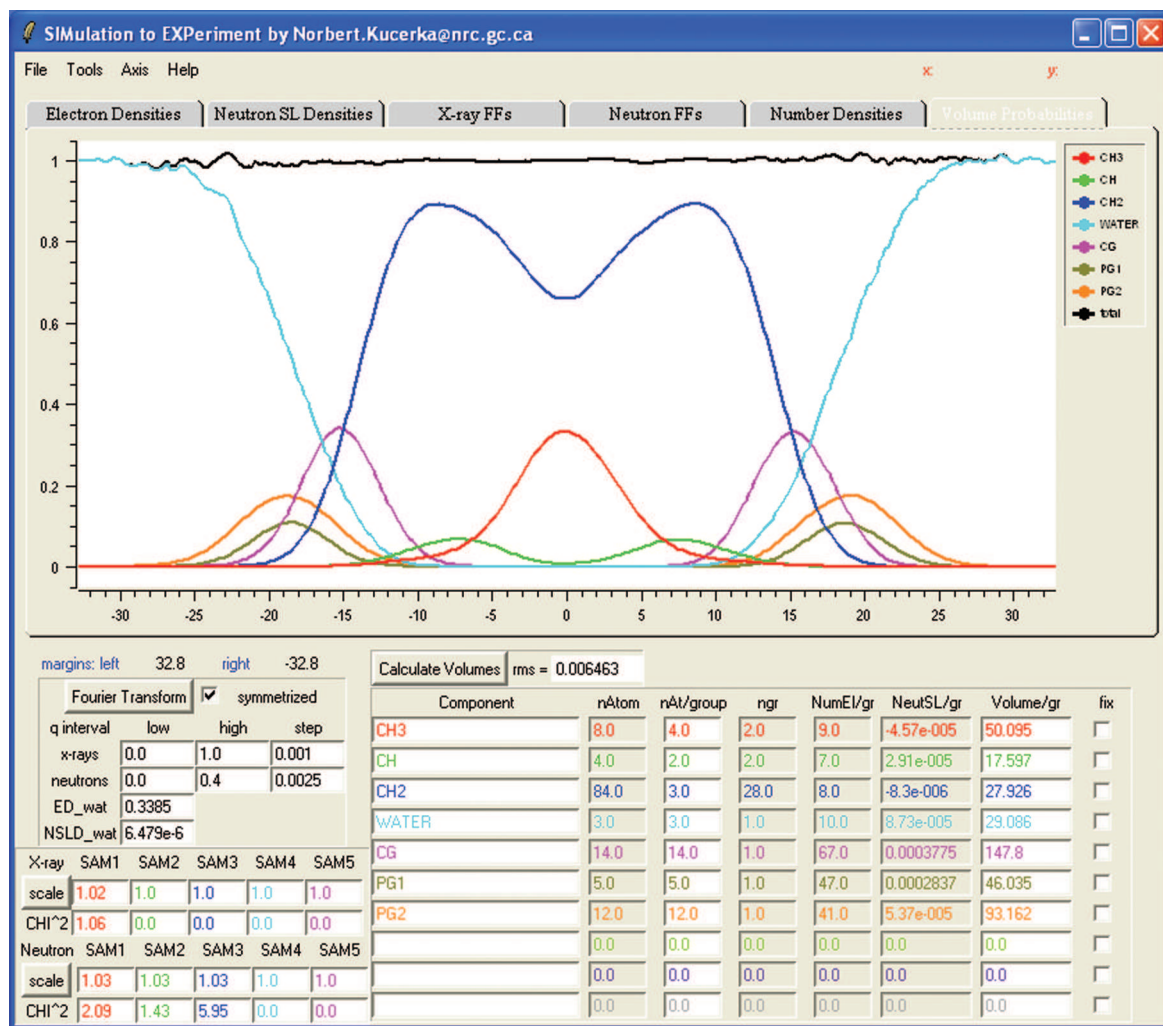 SIMulation to EXPeriment by Norbert.Kucerka@nrc.gc.ca
File Tools Axis Help x: y:
Electron Densities Neutron SL Densities X-ray FFs Neutron FFs Number Densities Volume Probabilities
1
0.8
0.6
0.4
0.2
0
-30 -25 -20 -15 -10 -5 0 5 10 15 20 25 30
CH3
CH
CH2
WATER
CG
PG1
PG2
total
margins: left 32.8 right -32.8
Fourier Transform symmetrized
q interval low high step
x-rays 0.0 1.0 0.001
neutrons 0.0 0.4 0.0025
ED_wat 0.3385
NSLD_wat 6.479e-6
X-ray SAM1 SAM2 SAM3 SAM4 SAM5
scale 1.02 1.0 1.0 1.0 1.0
CHI^2 1.06 0.0 0.0 0.0 0.0
Neutron SAM1 SAM2 SAM3 SAM4 SAM5
scale 1.03 1.03 1.03 1.0 1.0
CHI^2 2.09 1.43 5.95 0.0 0.0
Calculate Volumes rms = 0.006463
Component nAtom nAt/group ngr NumEl/gr NeutSL/gr Volume/gr fix
CH3 8.0 4.0 2.0 9.0 -4.57e-005 50.095
CH 4.0 2.0 2.0 7.0 2.91e-005 17.597
CH2 84.0 3.0 28.0 8.0 -8.3e-006 27.926
WATER 3.0 3.0 1.0 10.0 8.73e-005 29.086
CG 14.0 14.0 1.0 67.0 0.0003775 147.8
PG1 5.0 5.0 1.0 47.0 0.0002837 46.035
PG2 12.0 12.0 1.0 41.0 5.37e-005 93.162
0.0 0.0 0.0 0.0 0.0 0.0
0.0 0.0 0.0 0.0 0.0 0.0
0.0 0.0 0.0 0.0 0.0 0.0